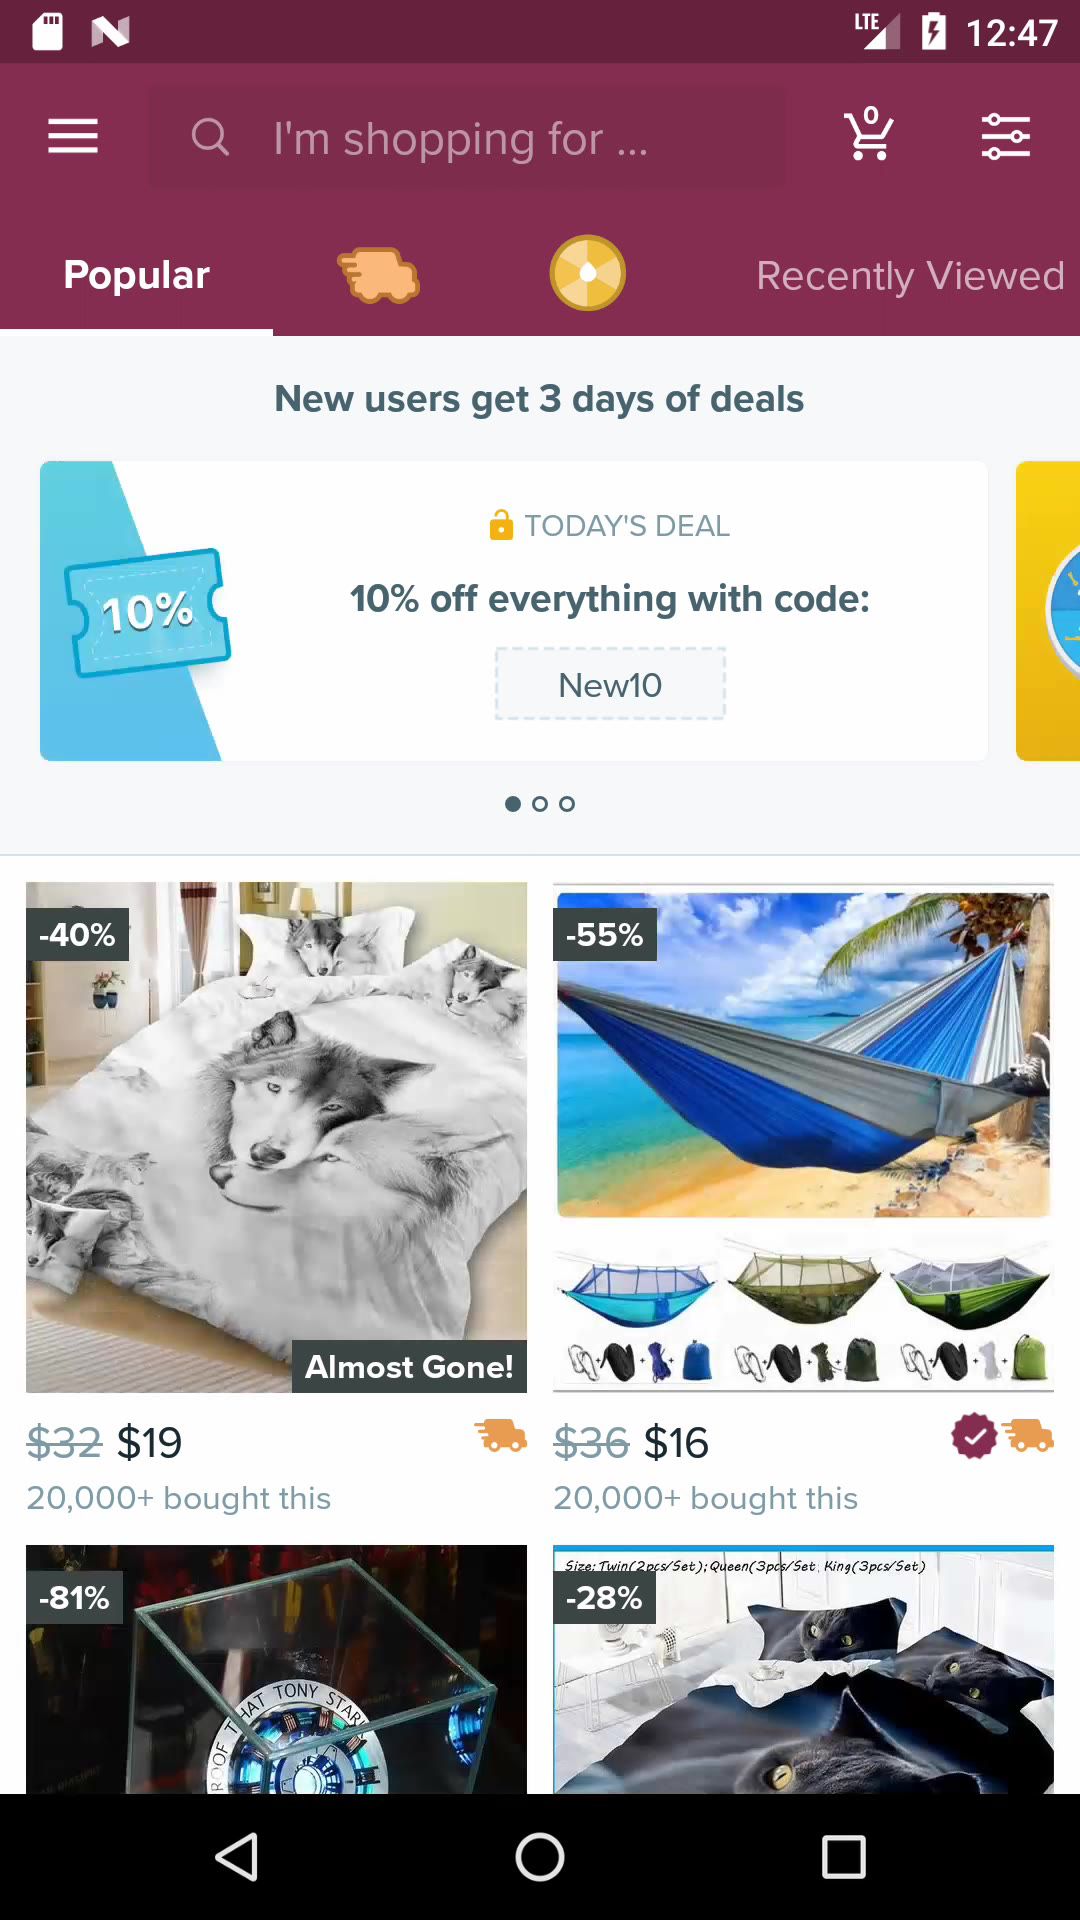 LTE 12:47
I'm shopping for ...
0
Popular
Recently Viewed
New users get 3 days of deals
TODAY'S DEAL
10%
10% off everything with code:
New10
-40%
-55%
Almost Gone!
$32 $19
$36 $16
20,000+ bought this
20,000+ bought this
-81%
Size:Twin(2pcs/Set);Queen(3pcs/Set King(3pcs/Set)
-28%
ROOF THAT TONY STAR